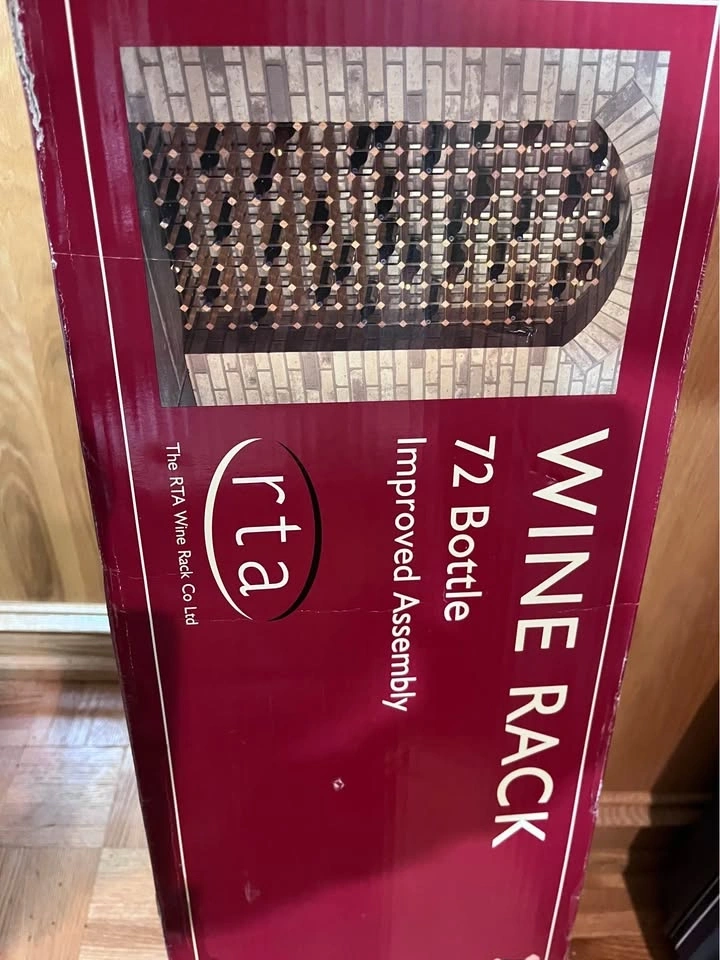 WINE RACK
72 Bottle
Improved Assembly
rta
The RTA Wine Rack Co Ltd